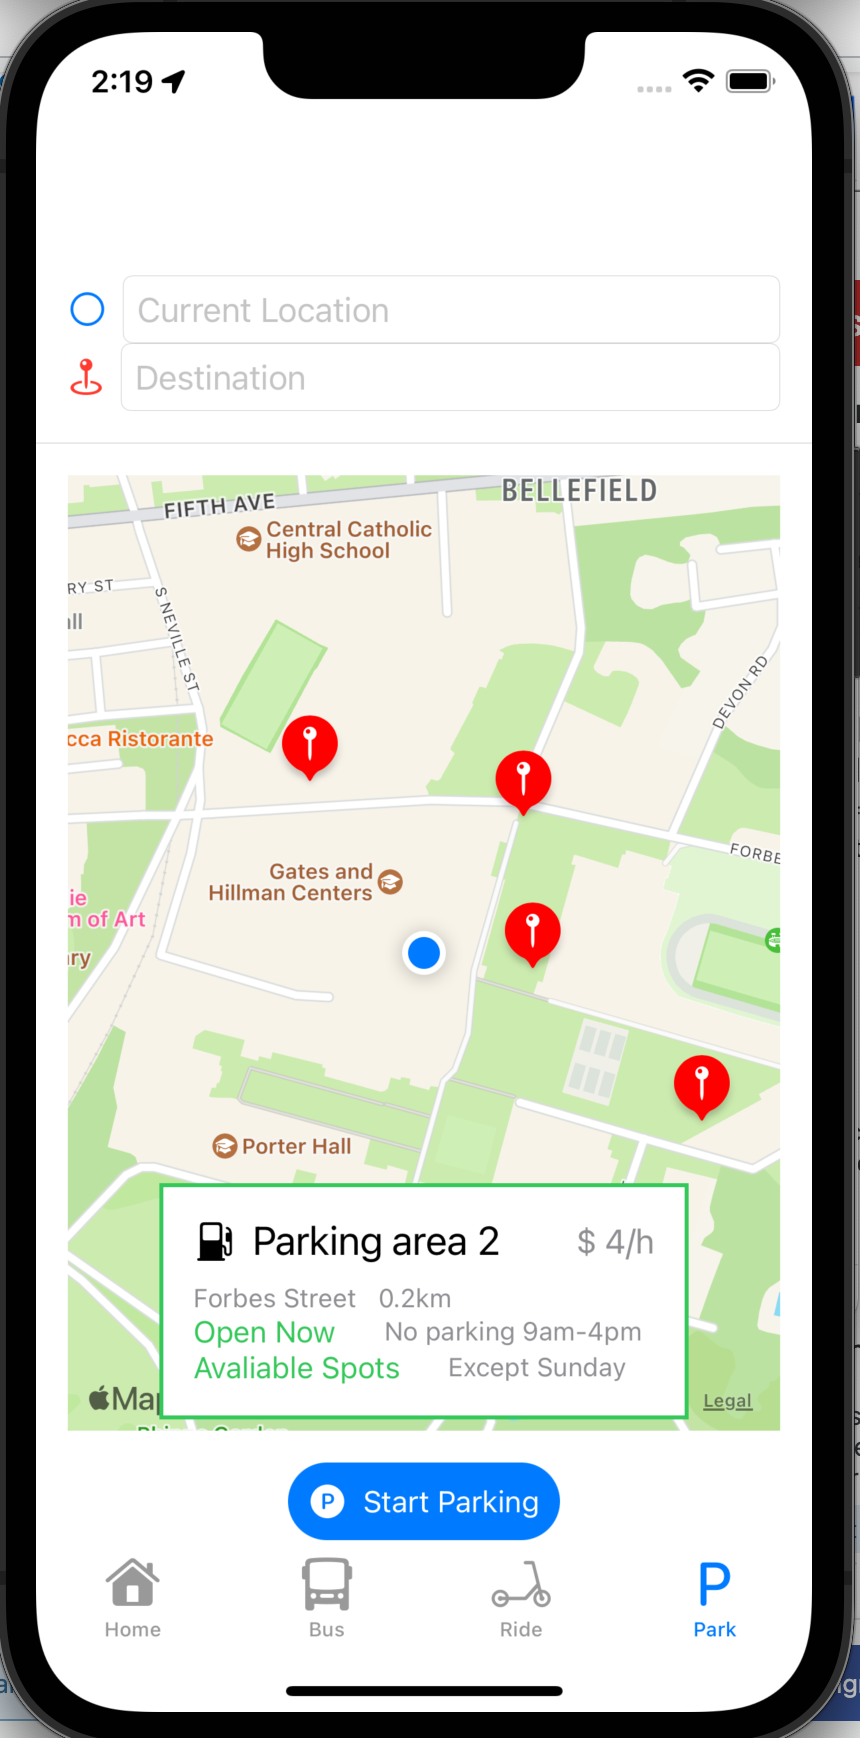 2:19
Current Location
Destination
BELLEFIELD
FIFTH AVE
Central Catholic
High School
RY ST
all
S NEVILLE ST
DEVON RD
cca Ristorante
FORBE
Gates and
Hillman Centers
ie
m of Art
ry
Porter Hall
Parking area 2 $ 4/h
Forbes Street 0.2km
Open Now No parking 9am-4pm
Avaliable Spots Except Sunday
Map
Legal
P Start Parking
Home
Bus
Ride
P
Park